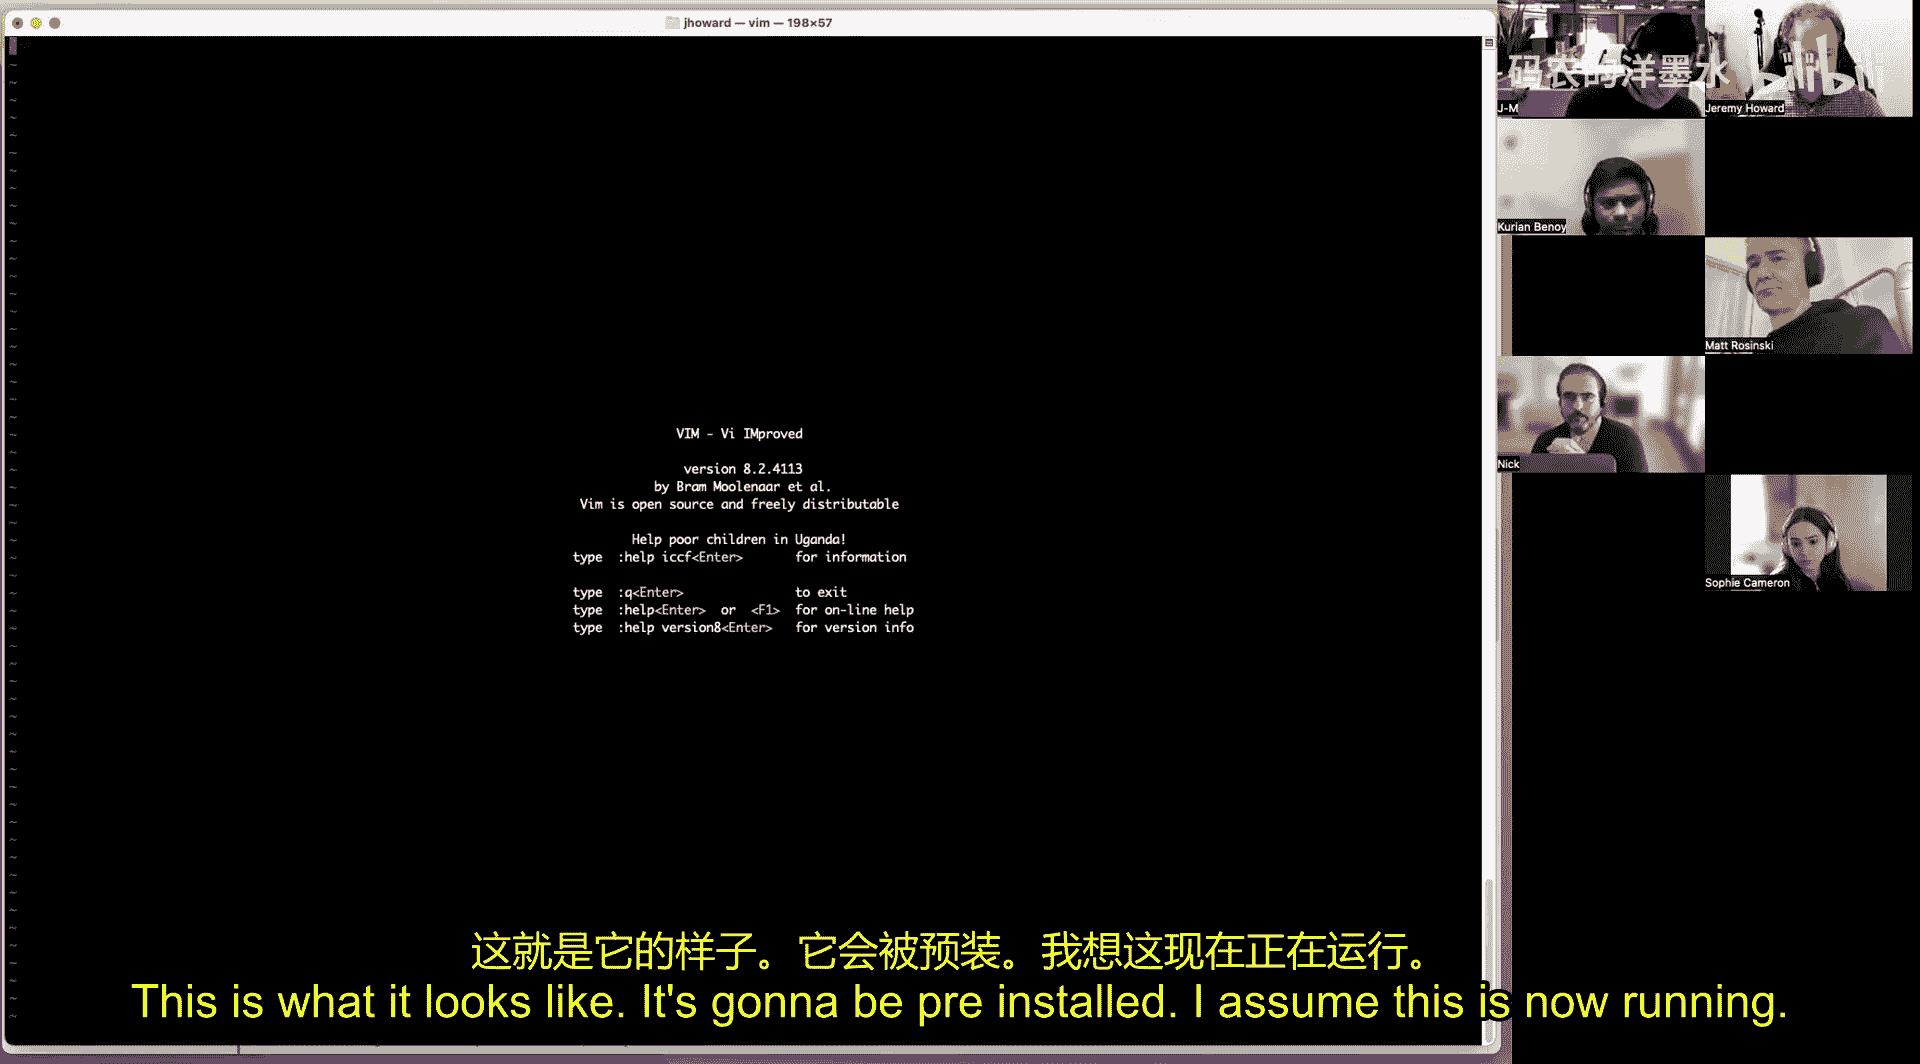 jhoward — vim — 198×57
VIM - Vi IMproved
version 8.2.4113
by Bram Moolenaar et al.
Vim is open source and freely distributable
Help poor children in Uganda!
type :help iccf<Enter> for information
type :q<Enter> to exit
type :help<Enter> or <F1> for on-line help
type :help version8<Enter> for version info
码农的洋墨水 bilibili
J-M
Jeremy Howard
Kurian Benoy
Matt Rosinski
Nick
Sophie Cameron
这就是它的样子。它会被预装。我想这现在正在运行。
This is what it looks like. It's gonna be pre installed. I assume this is now running.